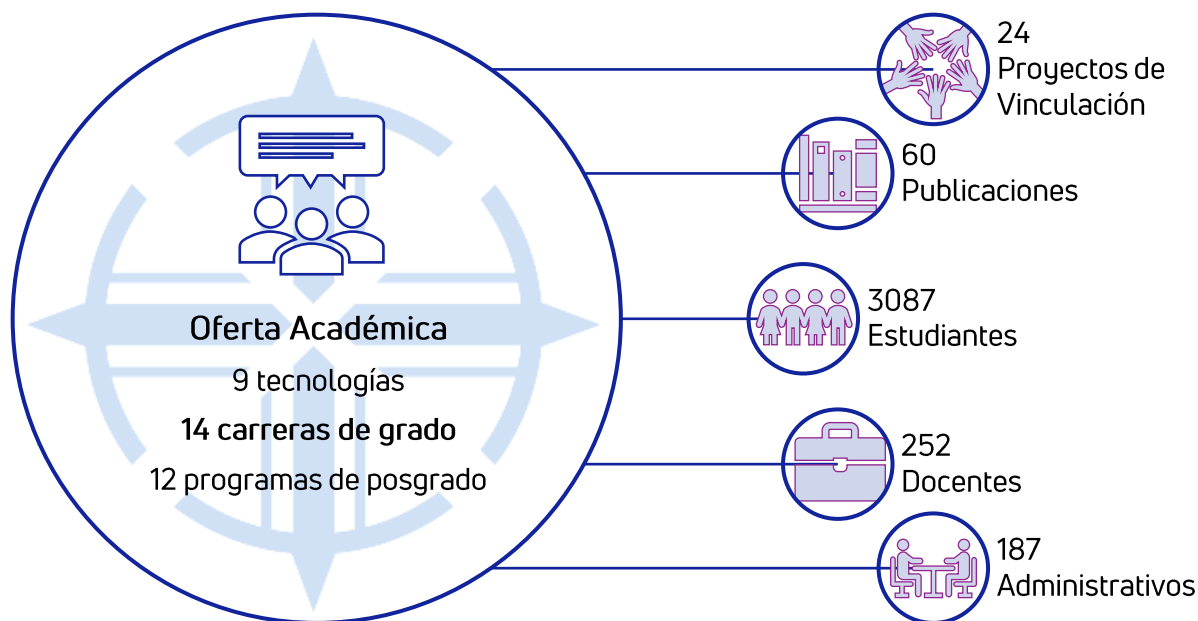 Oferta Académica
9 tecnologías
14 carreras de grado
12 programas de posgrado
24
Proyectos de
Vinculación
60
Publicaciones
3087
Estudiantes
252
Docentes
187
Administrativos